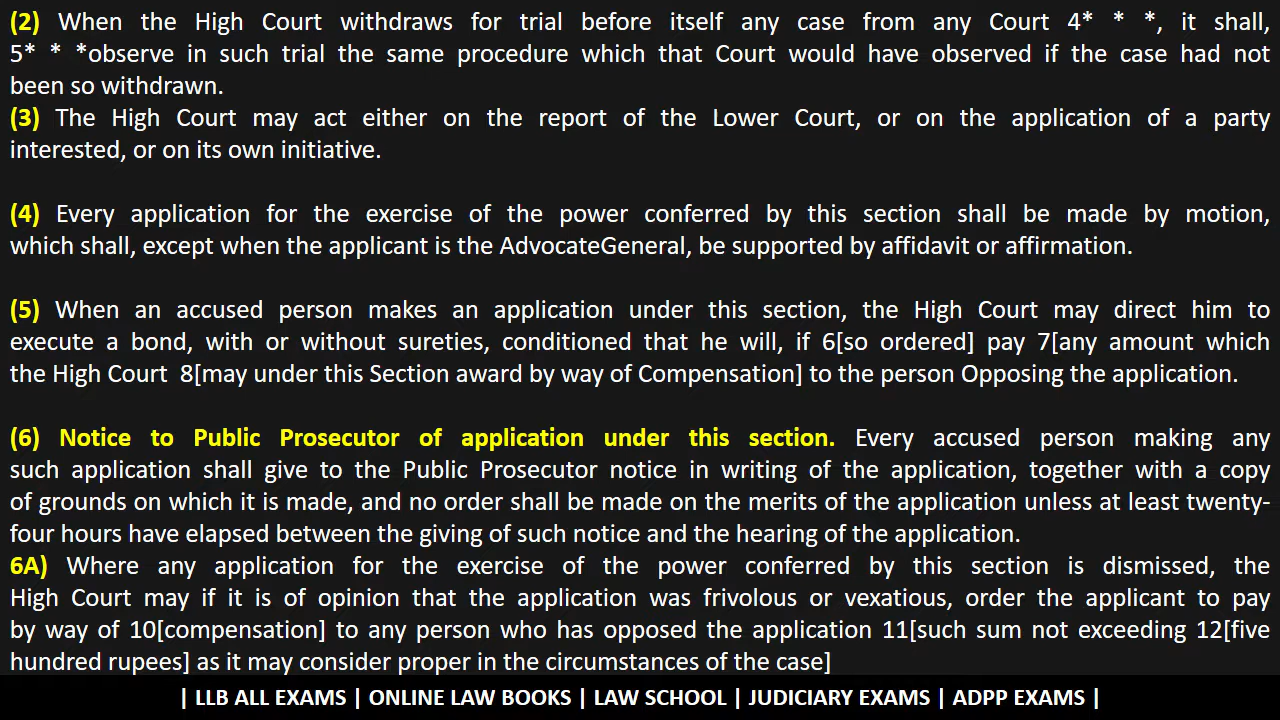 (2) When the High Court withdraws for trial before itself any case from any Court 4* * *, it shall,
5* * *observe in such trial the same procedure which that Court would have observed if the case had not
been so withdrawn.
(3) The High Court may act either on the report of the Lower Court, or on the application of a party
interested, or on its own initiative.
(4) Every application for the exercise of the power conferred by this section shall be made by motion,
which shall, except when the applicant is the AdvocateGeneral, be supported by affidavit or affirmation.
(5) When an accused person makes an application under this section, the High Court may direct him to
execute a bond, with or without sureties, conditioned that he will, if 6[so ordered] pay 7[any amount which
the High Court 8[may under this Section award by way of Compensation] to the person Opposing the application.
(6) Notice to Public Prosecutor of application under this section. Every accused person making any
such application shall give to the Public Prosecutor notice in writing of the application, together with a copy
of grounds on which it is made, and no order shall be made on the merits of the application unless at least twenty-
four hours have elapsed between the giving of such notice and the hearing of the application.
6A) Where any application for the exercise of the power conferred by this section is dismissed, the
High Court may if it is of opinion that the application was frivolous or vexatious, order the applicant to pay
by way of 10[compensation] to any person who has opposed the application 11[such sum not exceeding 12[five
hundred rupees] as it may consider proper in the circumstances of the case]
| LLB ALL EXAMS | ONLINE LAW BOOKS | LAW SCHOOL | JUDICIARY EXAMS | ADPP EXAMS |